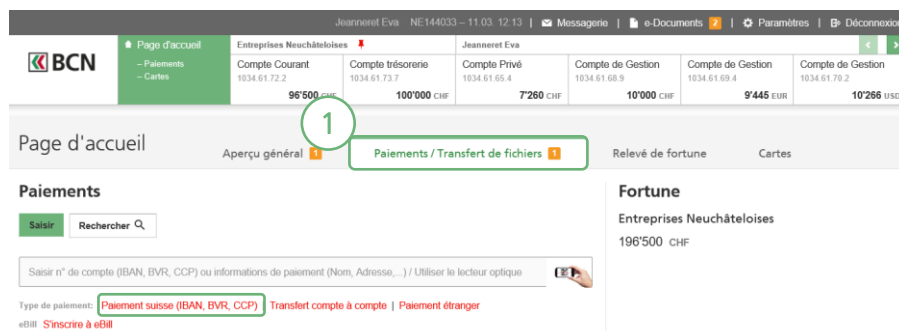 Jeanneret Eva NE144033 – 11.03. 12:13 | Messagerie | e-Documents 2 | Paramètres | Déconnexion
BCN
Page d'accueil
– Paiements
– Cartes
Entreprises Neuchâteloises
Jeanneret Eva
Compte Courant
1034.61.72.2
96'500 CHF
Compte trésorerie
1034.61.73.7
100'000 CHF
Compte Privé
1034.61.65.4
7'260 CHF
Compte de Gestion
1034.61.68.9
10'000 CHF
Compte de Gestion
1034.61.69.4
9'445 EUR
Compte de Gestion
1034.61.70.2
10'266 USD
1
Page d'accueil
Aperçu général 1
Paiements / Transfert de fichiers 1
Relevé de fortune
Cartes
Paiements
Saisir
Rechercher
Saisir n° de compte (IBAN, BVR, CCP) ou informations de paiement (Nom, Adresse,...) / Utiliser le lecteur optique
Type de paiement: Paiement suisse (IBAN, BVR, CCP) Transfert compte à compte | Paiement étranger
eBill S'inscrire à eBill
Fortune
Entreprises Neuchâteloises
196'500 CHF